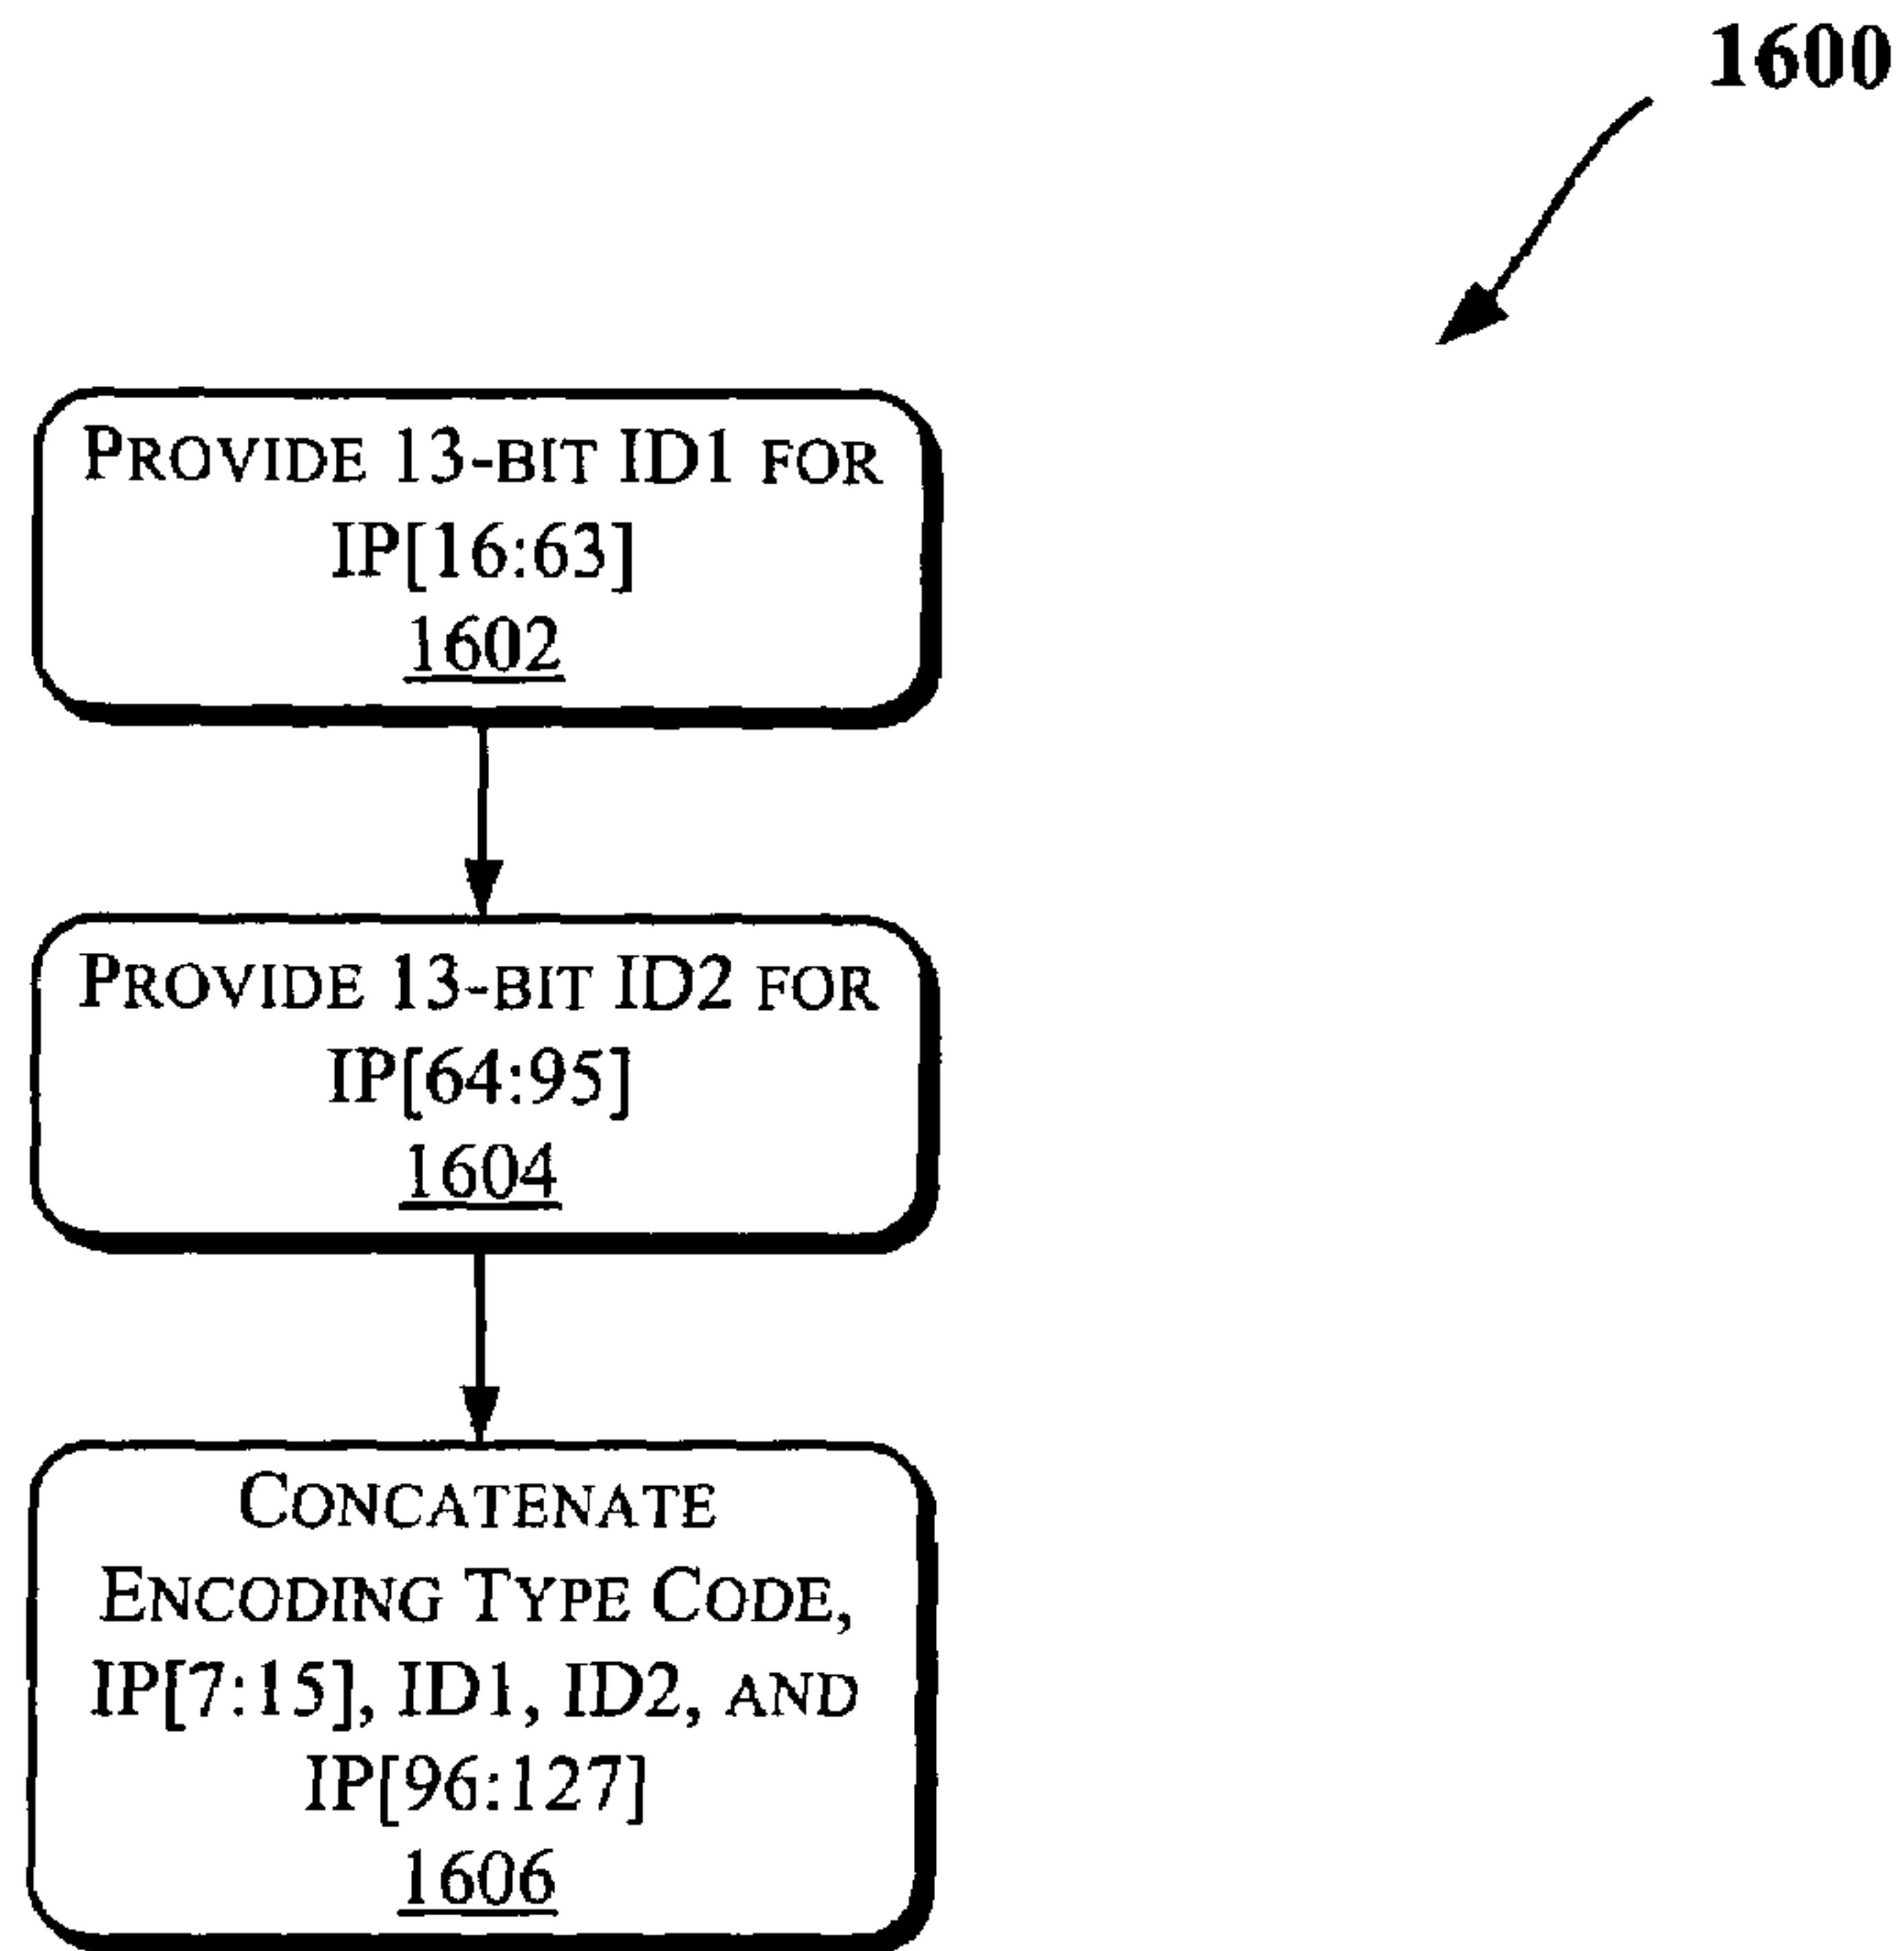 1600
PROVIDE 13-BIT ID1 FOR
IP[16:63]
1602
PROVIDE 13-BIT ID2 FOR
IP[64:95]
1604
CONCATENATE
ENCODING TYPE CODE,
IP[7:15], ID1, ID2, AND
IP[96:127]
1606